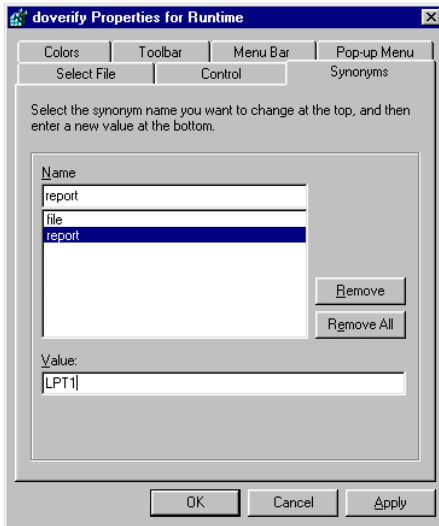 doverify Properties for Runtime
Colors Toolbar Menu Bar Pop-up Menu
Select File Control Synonyms
Select the synonym name you want to change at the top, and then
enter a new value at the bottom.
Name
report
file
report
Remove
Remove All
Value:
LPT1
OK Cancel Apply